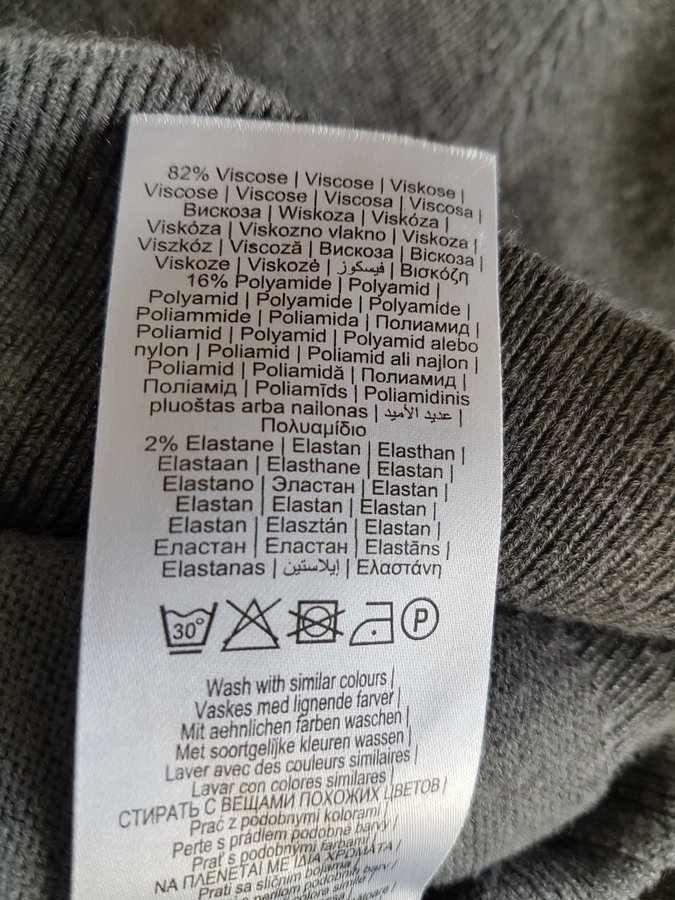 82% Viscose | Viscose | Viskose |
Viscose | Viscose | Viscosa | Viscosa |
Вискоза | Wiskoza | Viskóza |
Viskóza | Viskozno vlakno | Viskoza |
Viszkóz | Viscoză | Вискоза | Віскоза |
Viskoze | Viskozė | فيسكوز | Βισκόζη
16% Polyamide | Polyamid |
Polyamid | Polyamide | Polyamide |
Poliammide | Poliamida | Полиамид |
Poliamid | Polyamid | Polyamid alebo
nylon | Poliamid | Poliamid ali najlon |
Poliamid | Poliamidă | Полиамид |
Поліамід | Poliamīds | Poliamidinis
pluoštas arba nailonas | عديد الأميد |
Πολυαμίδιο
2% Elastane | Elastan | Elasthan |
Elastaan | Elasthane | Elastan |
Elastano | Эластан | Elastan |
Elastan | Elastan | Elastan |
Elastan | Elasztán | Elastan |
Еластан | Еластан | Elastāns |
Elastanas | إيلاستين | Ελαστάνη
30° P
Wash with similar colours |
Vaskes med lignende farver |
Mit aehnlichen farben waschen |
Met soortgelijke kleuren wassen |
Laver avec des couleurs similaires |
Lavar con colores similares |
СТИРАТЬ С ВЕЩАМИ ПОХОЖИХ ЦВЕТОВ |
Prać z podobnymi kolorami |
Perte s prádlem podobné barvy |
Prať s podobnými farbami |
ΝΑ ΠΛΕΝΕΤΑΙ ΜΕ ΙΔΙΑ ΧΡΩΜΑΤΑ |
Prati sa sličnim bojama |
perilom podobnih barv |
colore simile |